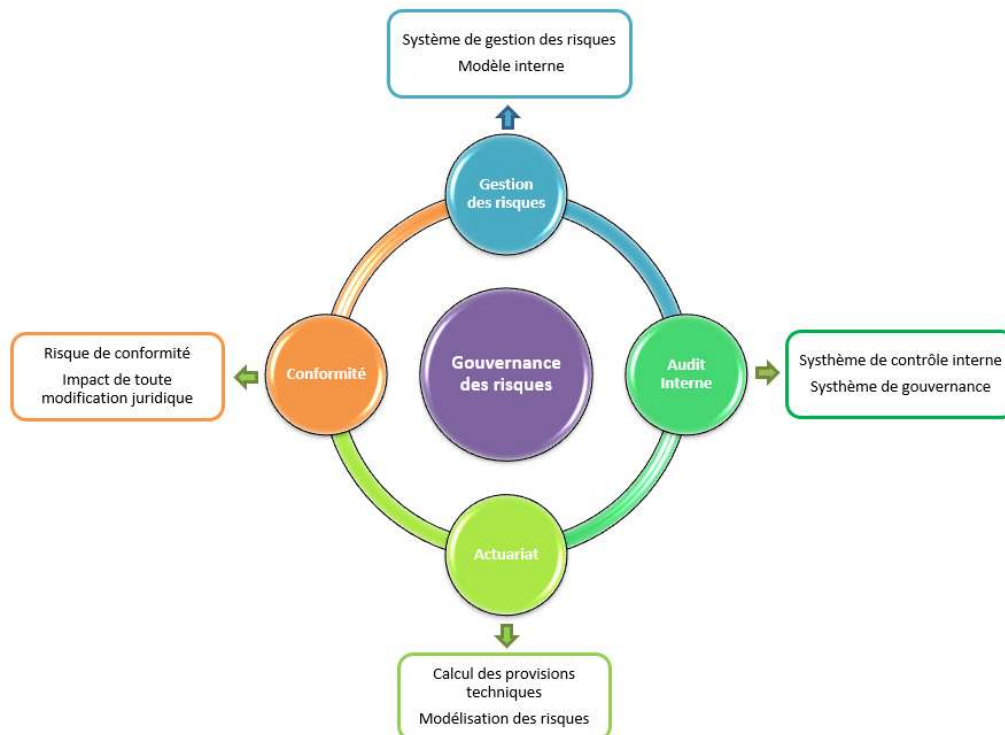 Système de gestion des risques
Modèle interne
Gestion
des risques
Risque de conformité
Impact de toute
modification juridique
Conformité
Gouvernance
des risques
Audit
Interne
Systhème de contrôle interne
Systhème de gouvernance
Actuariat
Calcul des provisions
techniques
Modélisation des risques